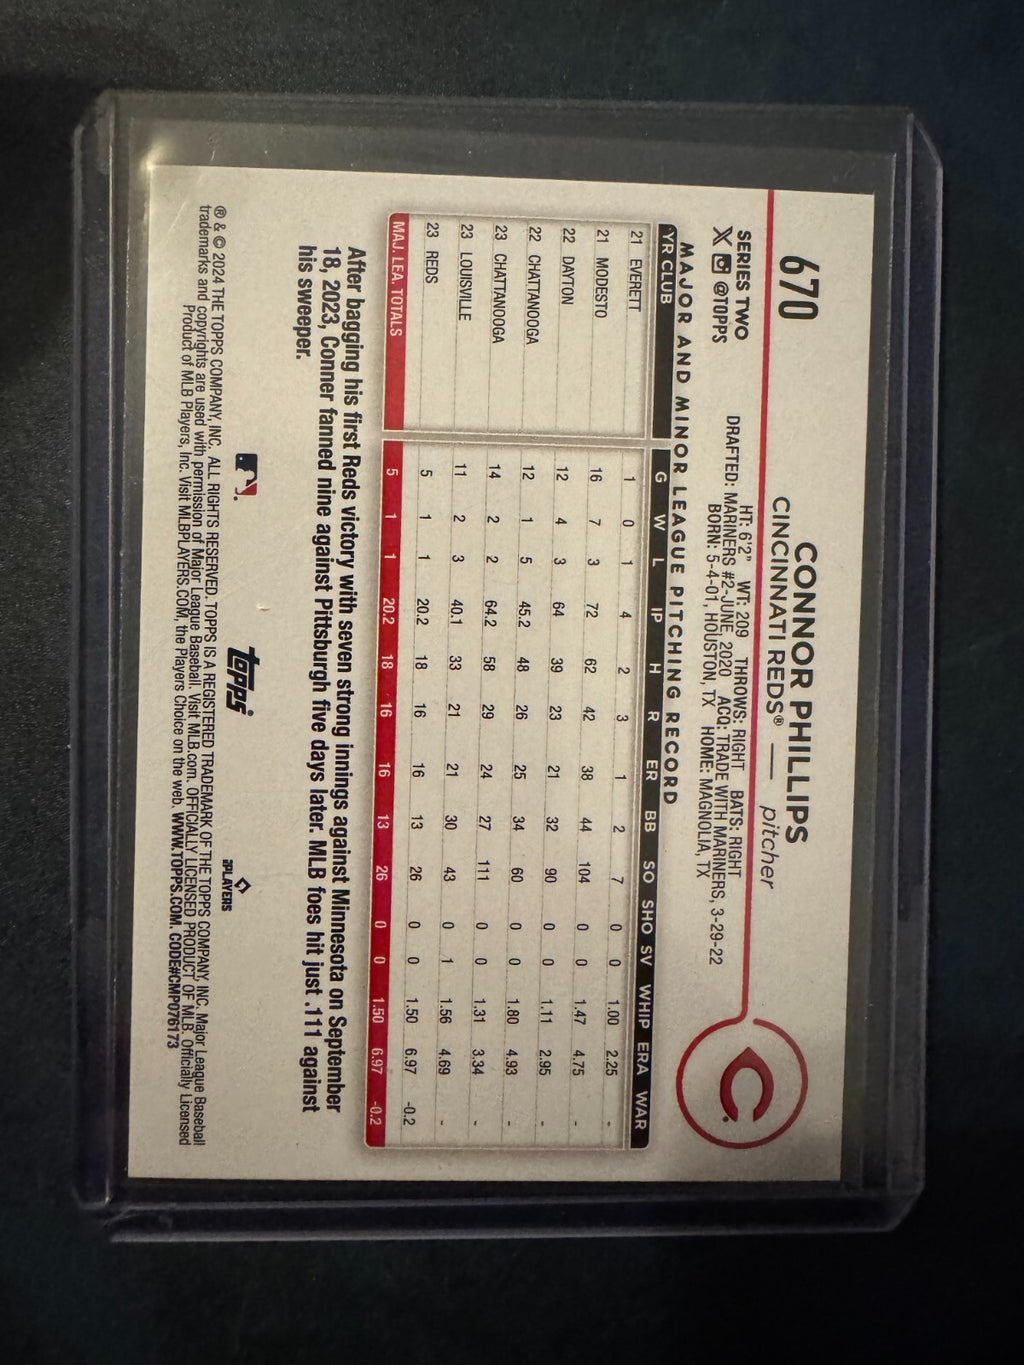 670
CONNOR PHILLIPS
CINCINNATI REDS® — pitcher
SERIES TWO
@TOPPS
HT: 6'2" WT: 209 THROWS: RIGHT BATS: RIGHT
DRAFTED: MARINERS #2-JUNE, 2020 ACQ: TRADE WITH MARINERS, 3-29-22
BORN: 5-4-01, HOUSTON, TX HOME: MAGNOLIA, TX
C
MAJOR AND MINOR LEAGUE PITCHING RECORD
YR CLUB G W L IP H R ER BB SO SHO SV WHIP ERA WAR
21 EVERETT 1 0 1 4 2 3 1 2 7 0 0 1.00 2.25 -
21 MODESTO 16 7 3 72 62 42 38 44 104 0 0 1.47 4.75 -
22 DAYTON 12 4 3 64 39 23 21 32 90 0 0 1.11 2.95 -
22 CHATTANOOGA 12 1 5 45.2 48 26 25 34 60 0 0 1.80 4.93 -
23 CHATTANOOGA 14 2 2 64.2 58 29 24 27 111 0 0 1.31 3.34 -
23 LOUISVILLE 11 2 3 40.1 33 21 21 30 43 0 1 1.56 4.69 -
23 REDS 5 1 1 20.2 18 16 16 13 26 0 0 1.50 6.97 -0.2
MAJ. LEA. TOTALS 5 1 1 20.2 18 16 16 13 26 0 0 1.50 6.97 -0.2
After bagging his first Reds victory with seven strong innings against Minnesota on September
18, 2023, Conner fanned nine against Pittsburgh five days later. MLB foes hit just .111 against
his sweeper.
topps
PLAYERS
® & © 2024 THE TOPPS COMPANY, INC. ALL RIGHTS RESERVED. TOPPS IS A REGISTERED TRADEMARK OF THE TOPPS COMPANY, INC. Major League Baseball
trademarks and copyrights are used with permission of Major League Baseball. Visit MLB.com. OFFICIALLY LICENSED PRODUCT OF MLB. Officially Licensed
Product of MLB Players, Inc. Visit MLBPLAYERS.COM, the Players Choice on the web. WWW.TOPPS.COM. CODE#CMP076173